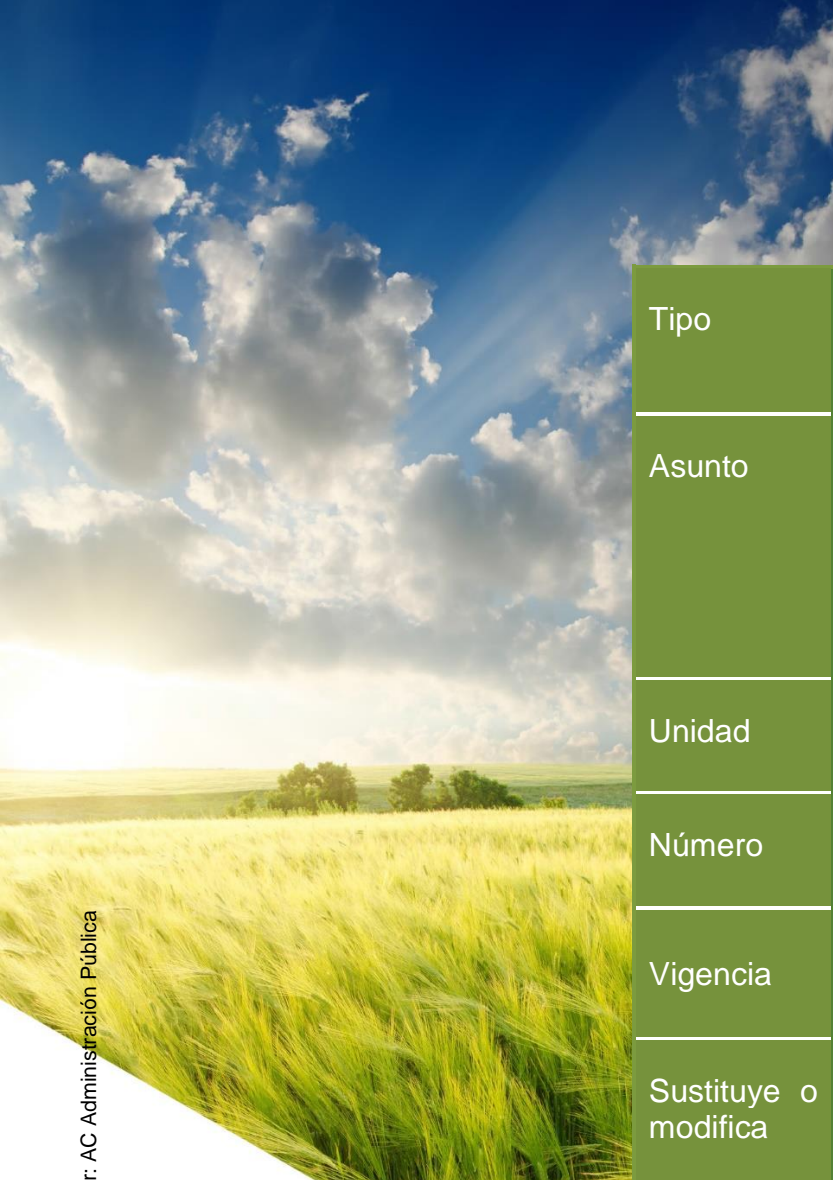 Tipo
Asunto
Unidad
Número
Vigencia
Sustituye o
modifica
r: AC Administración Pública